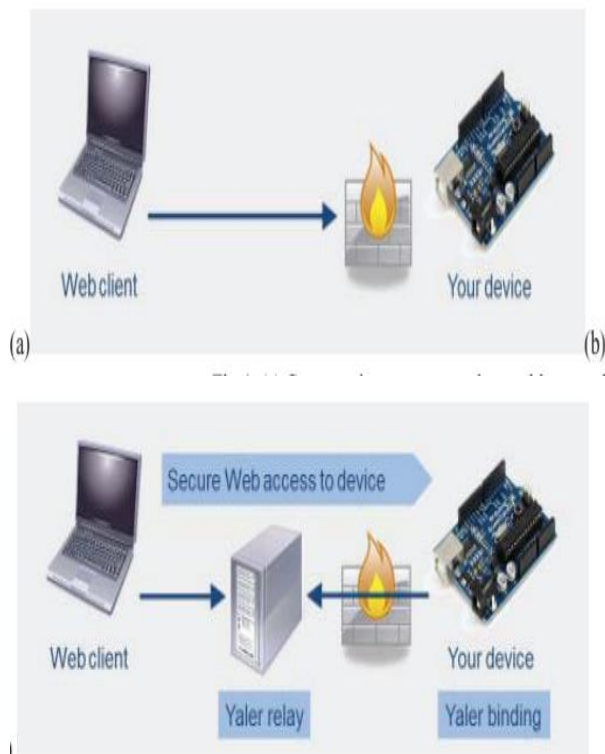 Web client
Your device
(a)
(b)
Secure Web access to device
Web client
Your device
Yaler relay
Yaler binding